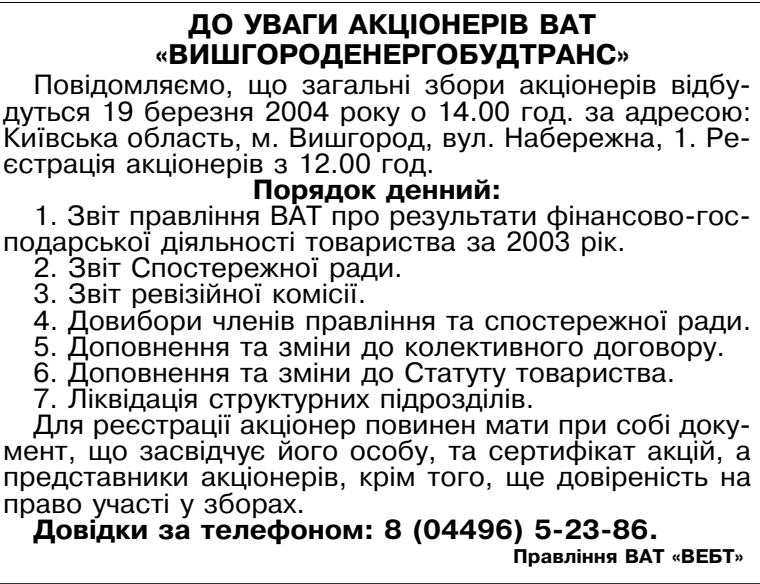 ДО УВАГИ АКЦІОНЕРІВ ВАТ
«ВИШГОРОДЕНЕРГОБУДТРАНС»
Повідомляємо, що загальні збори акціонерів відбу-
дуться 19 березня 2004 року о 14.00 год. за адресою:
Київська область, м. Вишгород, вул. Набережна, 1. Ре-
єстрація акціонерів з 12.00 год.
Порядок денний:
1. Звіт правління ВАТ про результати фінансово-гос-
подарської діяльності товариства за 2003 рік.
2. Звіт Спостережної ради.
3. Звіт ревізійної комісії.
4. Довибори членів правління та спостережної ради.
5. Доповнення та зміни до колективного договору.
6. Доповнення та зміни до Статуту товариства.
7. Ліквідація структурних підрозділів.
Для реєстрації акціонер повинен мати при собі доку-
мент, що засвідчує його особу, та сертифікат акцій, а
представники акціонерів, крім того, ще довіреність на
право участі у зборах.
Довідки за телефоном: 8 (04496) 5-23-86.
Правління ВАТ «ВЕБТ»